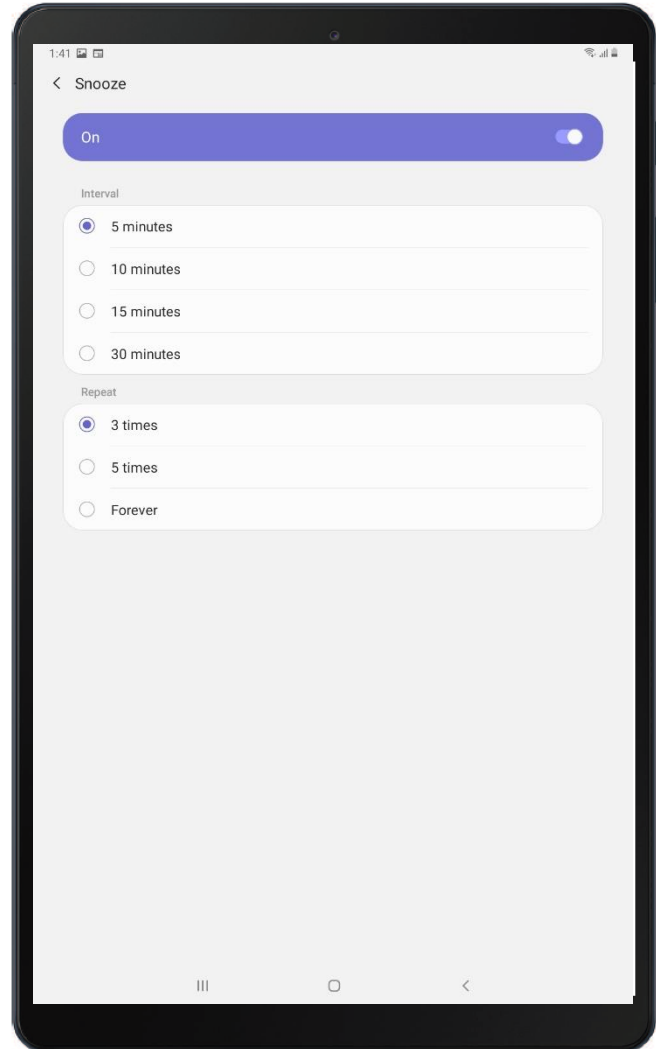 1:41
Snooze
On
Interval
5 minutes
10 minutes
15 minutes
30 minutes
Repeat
3 times
5 times
Forever